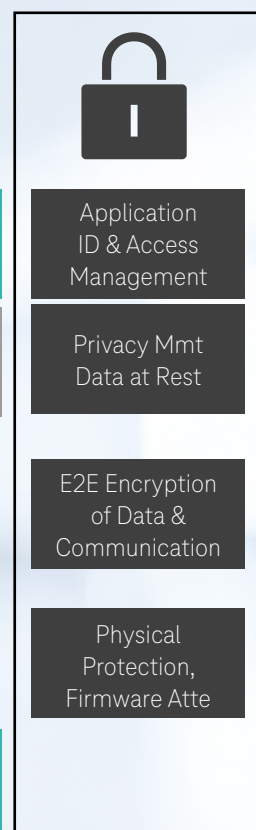 Application
ID & Access
Management
Privacy Mmt
Data at Rest
E2E Encryption
of Data &
Communication
Physical
Protection,
Firmware Atte